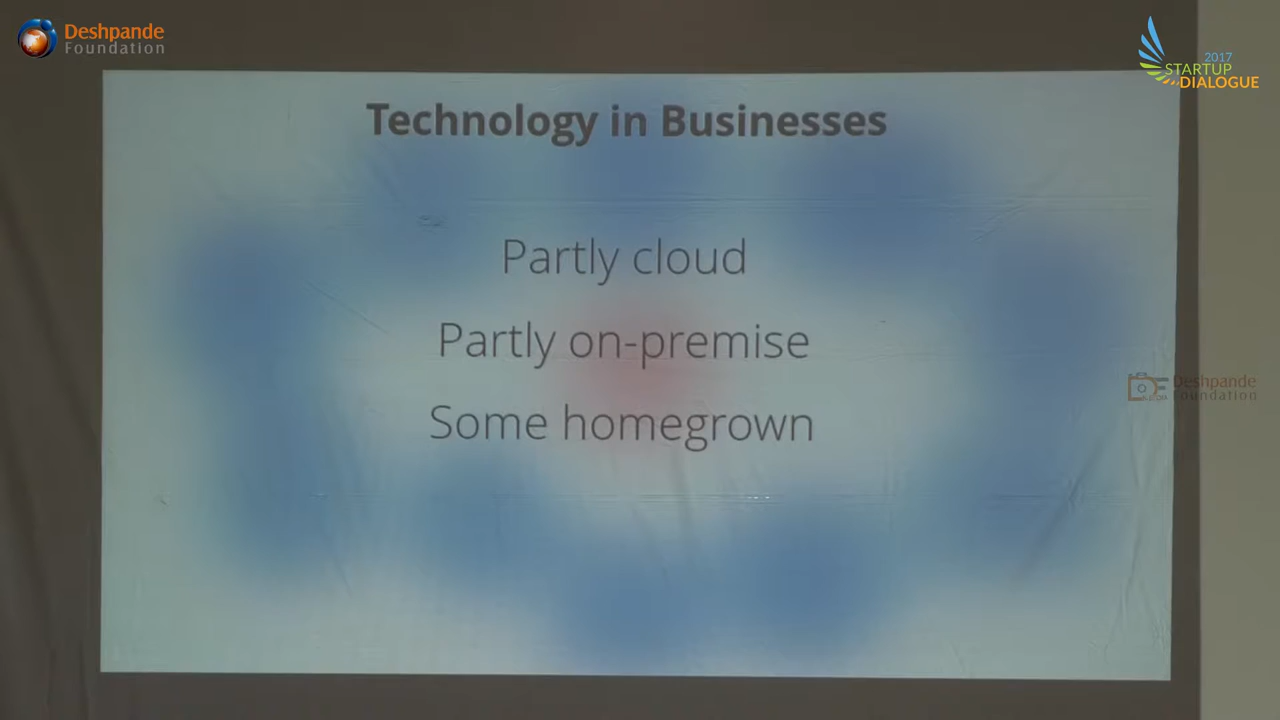 Deshpande
Foundation
2017
STARTUP
DIALOGUE
Technology in Businesses
Partly cloud
Partly on-premise
Some homegrown
Deshpande
Foundation